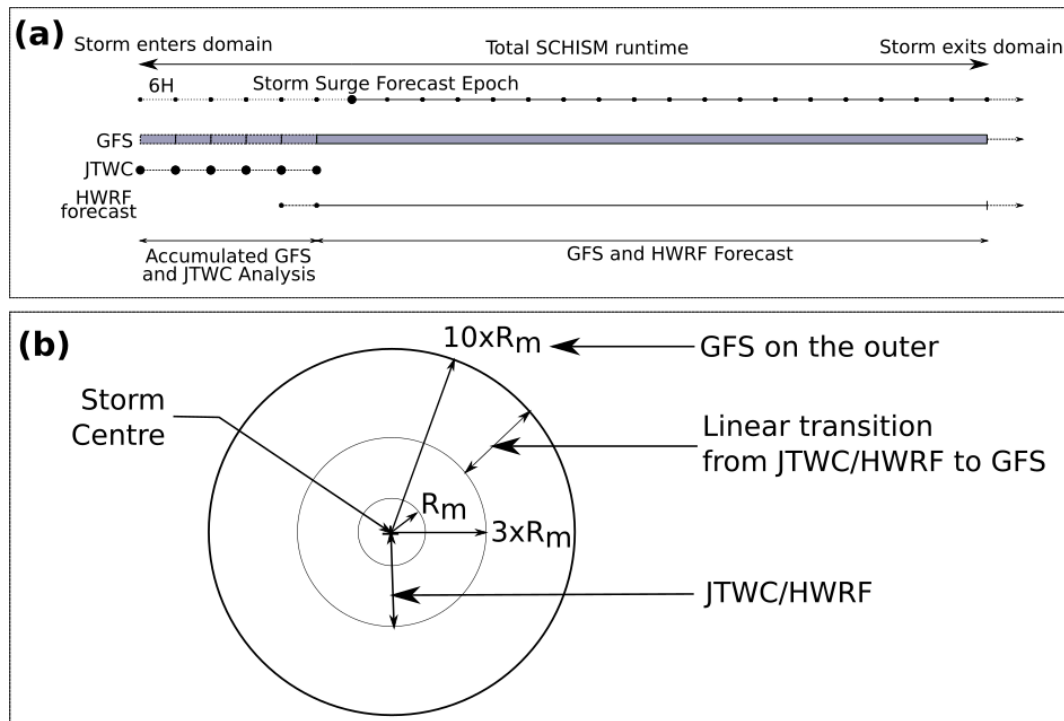 (a)
Storm enters domain
Total SCHISM runtime
Storm exits domain
6H
Storm Surge Forecast Epoch
GFS
JTWC
HWRF
forecast
Accumulated GFS
and JTWC Analysis
GFS and HWRF Forecast
(b)
10xRm
GFS on the outer
Storm
Centre
Linear transition
from JTWC/HWRF to GFS
Rm
3xRm
JTWC/HWRF